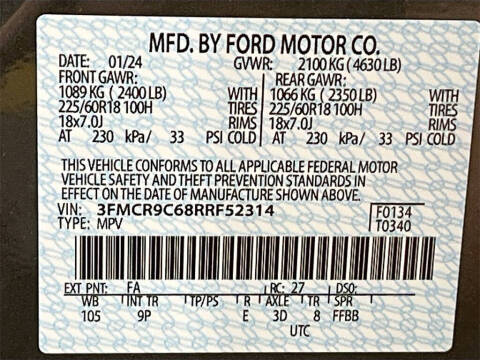 MFD. BY FORD MOTOR CO.
DATE: 01/24 GVWR: 2100 KG ( 4630 LB)
FRONT GAWR: REAR GAWR:
1089 KG ( 2400 LB) WITH 1066 KG ( 2350 LB) WITH
225/60R18 100H TIRES 225/60R18 100H TIRES
18x7.0J RIMS 18x7.0J RIMS
AT 230 kPa/ 33 PSI COLD AT 230 kPa/ 33 PSI COLD
THIS VEHICLE CONFORMS TO ALL APPLICABLE FEDERAL MOTOR
VEHICLE SAFETY AND THEFT PREVENTION STANDARDS IN
EFFECT ON THE DATE OF MANUFACTURE SHOWN ABOVE.
VIN: 3FMCR9C68RRF52314 F0134
TYPE: MPV T0340
EXT PNT: FA RC: 27 DSO:
WB INT TR TP/PS R AXLE TR SPR
105 9P E 3D 8 FFBB
UTC